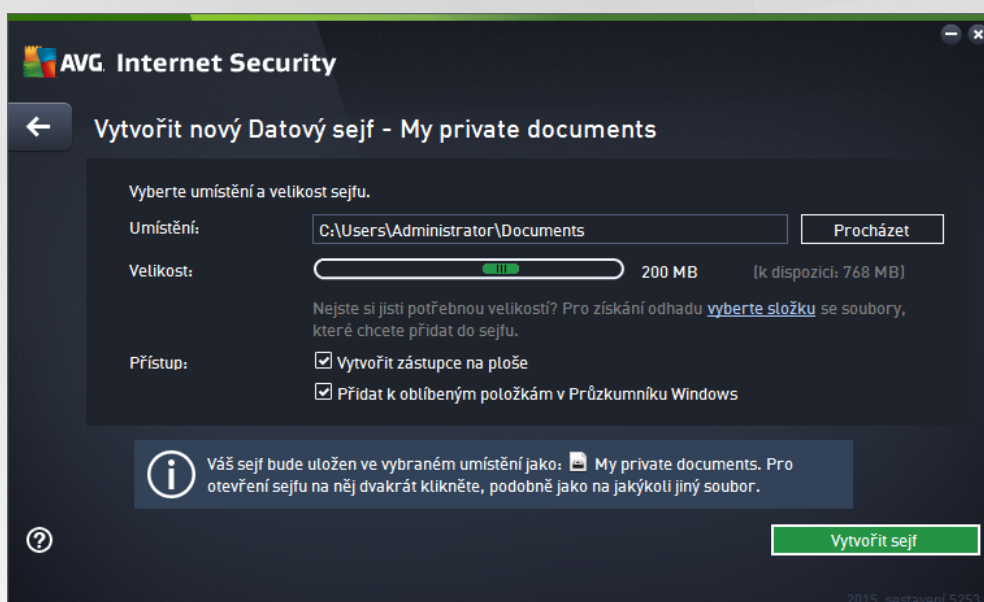 AVG. Internet Security
Vytvořit nový Datový sejf - My private documents
Vyberte umístění a velikost sejfu.
Umístění: C:\Users\Administrator\Documents Procházet
Velikost: 200 MB (k dispozici: 768 MB)
Nejste si jisti potřebnou velikostí? Pro získání odhadu vyberte složku se soubory,
které chcete přidat do sejfu.
Přístup: Vytvořit zástupce na ploše
Přidat k oblíbeným položkám v Průzkumníku Windows
Váš sejf bude uložen ve vybraném umístění jako: My private documents. Pro
otevření sejfu na něj dvakrát klikněte, podobně jako na jakýkoli jiný soubor.
Vytvořit sejf
2015, sestavení 5253